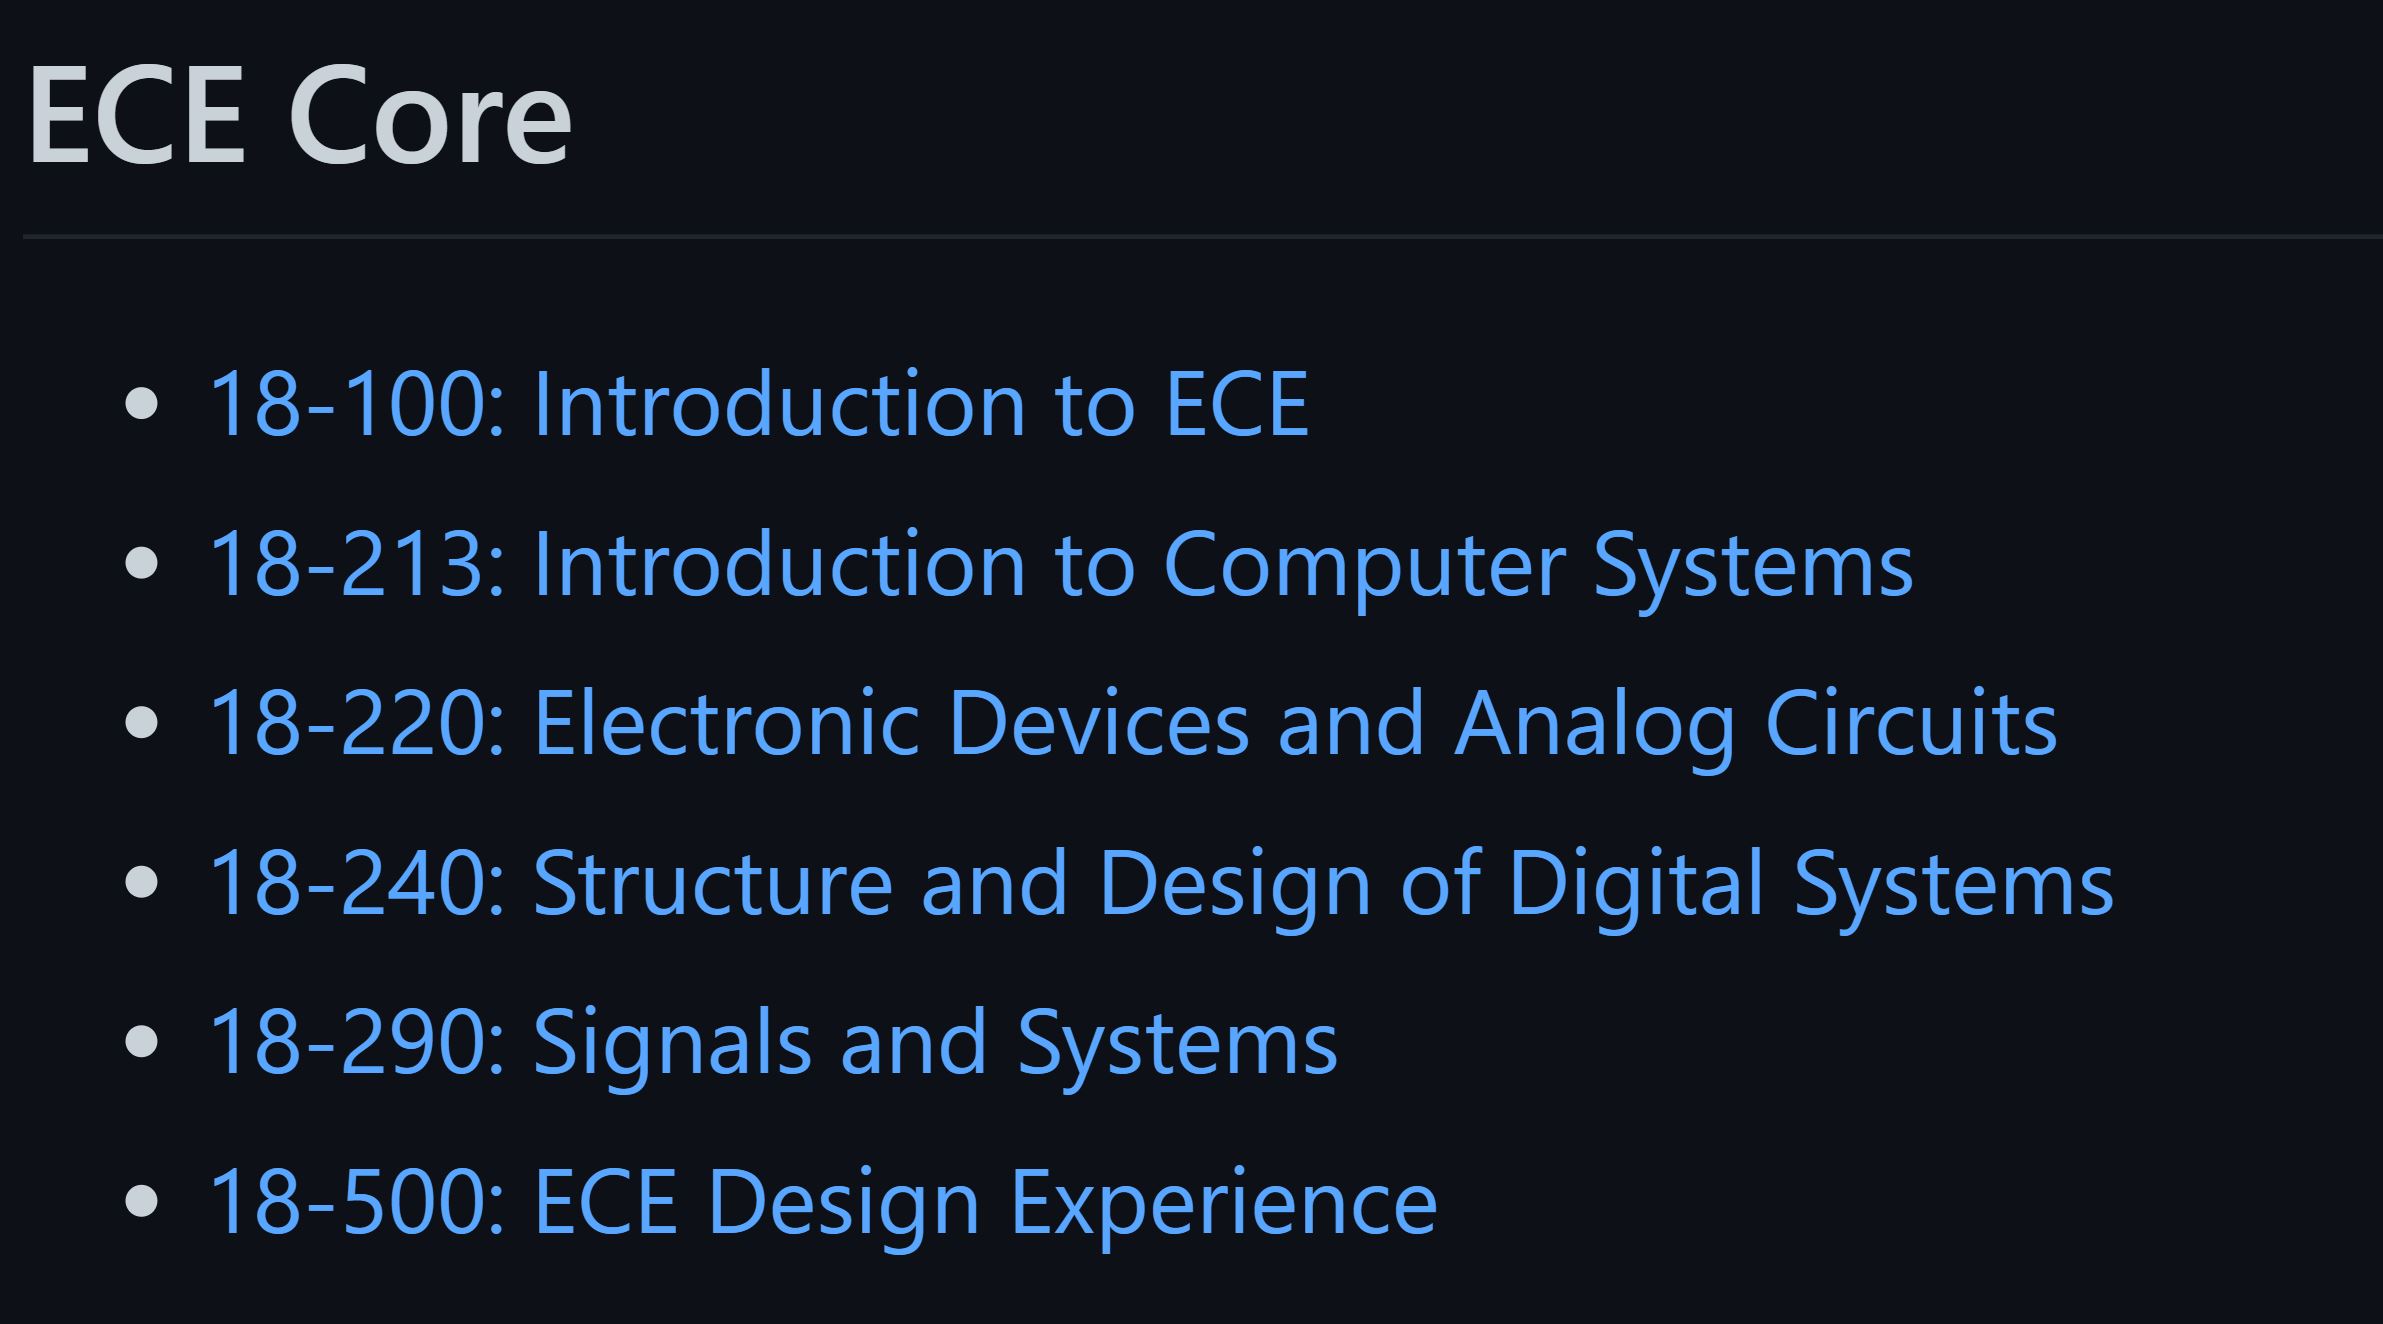 ECE Core
18-100: Introduction to ECE
18-213: Introduction to Computer Systems
18-220: Electronic Devices and Analog Circuits
18-240: Structure and Design of Digital Systems
18-290: Signals and Systems
18-500: ECE Design Experience